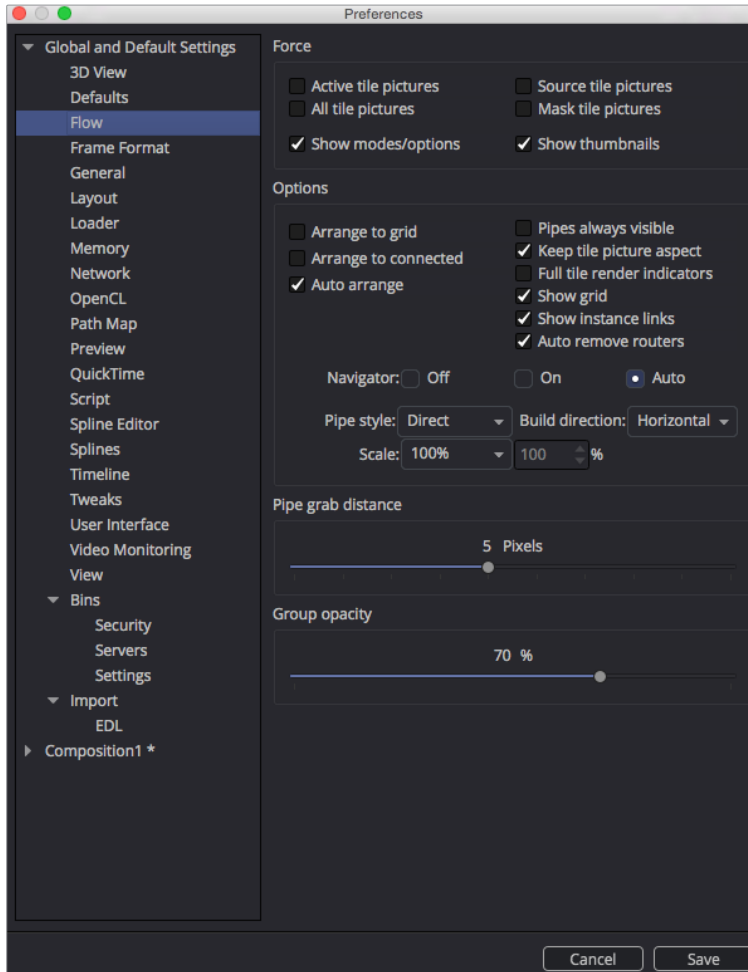 Preferences
Global and Default Settings
3D View
Defaults
Flow
Frame Format
General
Layout
Loader
Memory
Network
OpenCL
Path Map
Preview
QuickTime
Script
Spline Editor
Splines
Timeline
Tweaks
User Interface
Video Monitoring
View
Bins
Security
Servers
Settings
Import
EDL
Composition1 *
Force
Active tile pictures
Source tile pictures
All tile pictures
Mask tile pictures
Show modes/options
Show thumbnails
Options
Arrange to grid
Arrange to connected
Auto arrange
Pipes always visible
Keep tile picture aspect
Full tile render indicators
Show grid
Show instance links
Auto remove routers
Navigator: Off On Auto
Pipe style: Direct Build direction: Horizontal
Scale: 100% 100 %
Pipe grab distance
5 Pixels
Group opacity
70 %
Cancel Save